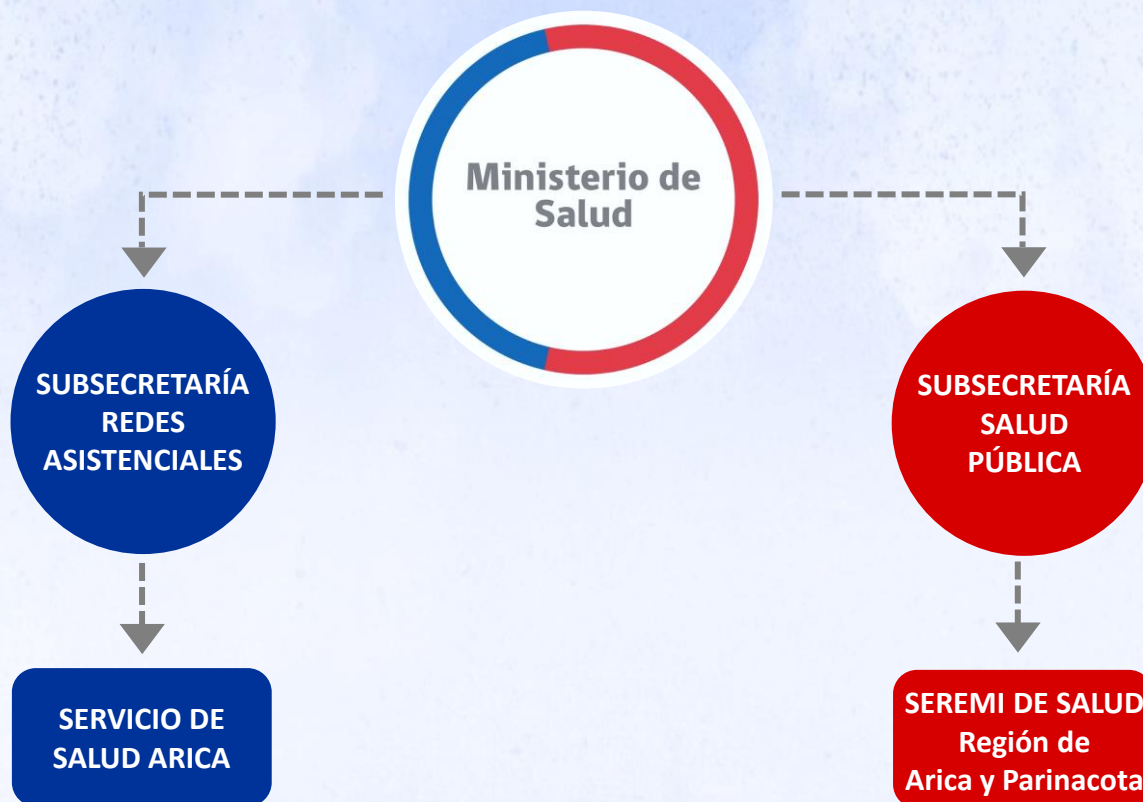 Ministerio de
Salud
SUBSECRETARÍA
REDES
ASISTENCIALES
SUBSECRETARÍA
SALUD
PÚBLICA
SERVICIO DE
SALUD ARICA
SEREMI DE SALUD
Región de
Arica y Parinacota